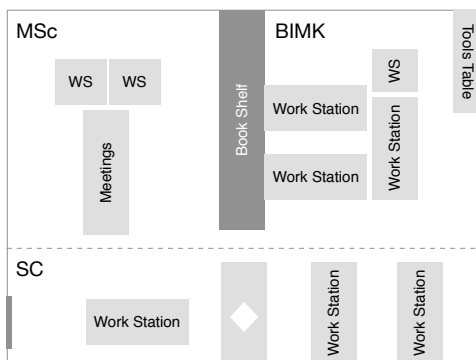 MSc
BIMK
Tools Table
WS
WS
WS
Book Shelf
Work Station
Work Station
Meetings
Work Station
SC
Work Station
Work Station
Work Station